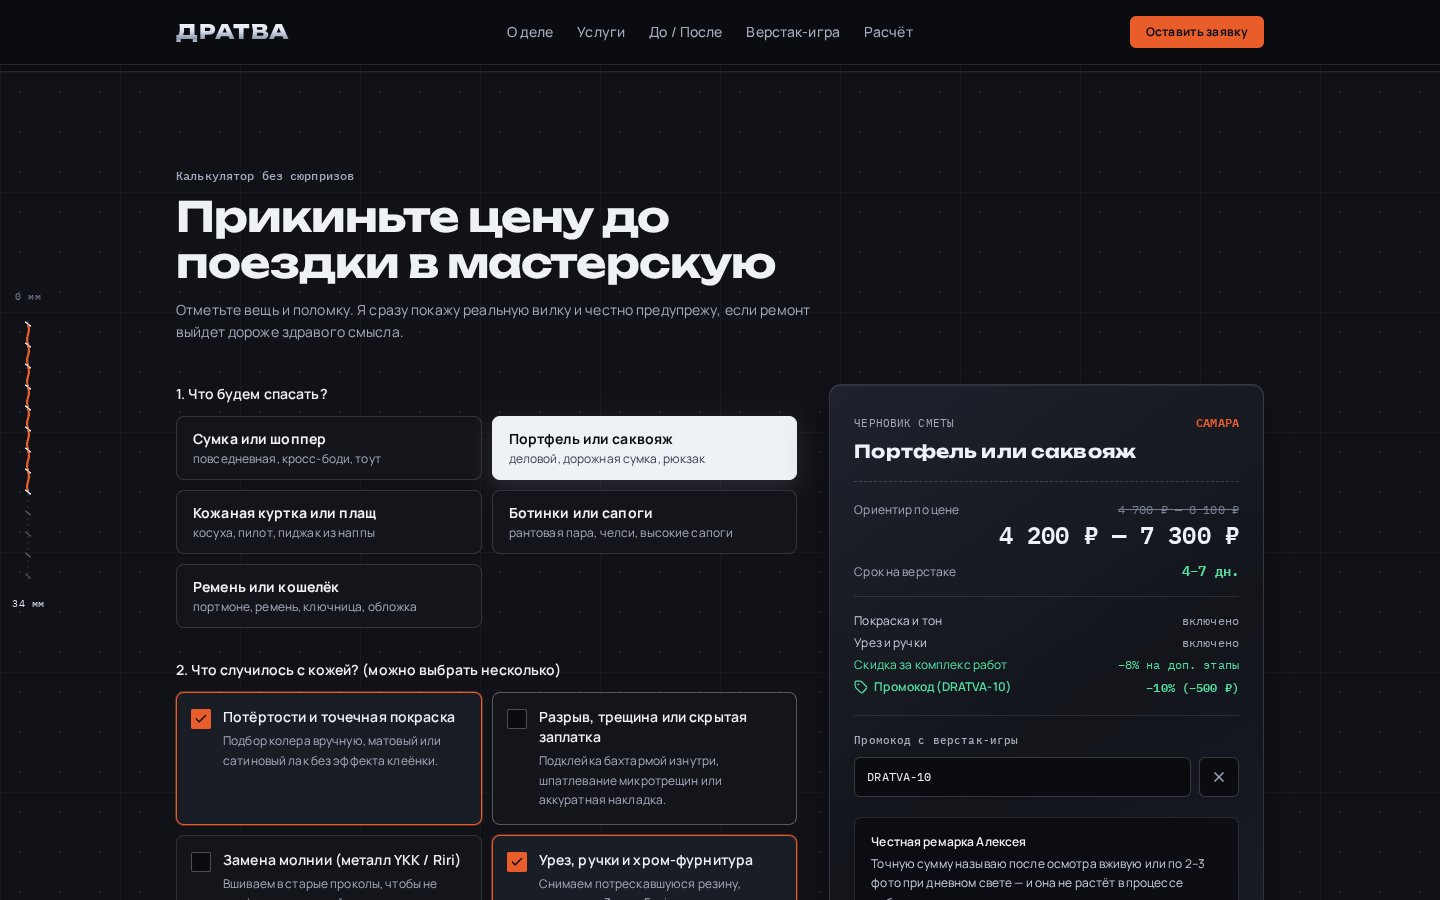 ДРАТВА
О деле
Услуги
До / После
Верстак-игра
Расчёт
Оставить заявку
Калькулятор без сюрпризов
Прикиньте цену до
поездки в мастерскую
Отметьте вещь и поломку. Я сразу покажу реальную вилку и честно предупрежу, если ремонт
выйдет дороже здравого смысла.
0 мм
34 мм
1. Что будем спасать?
Сумка или шоппер
повседневная, кросс-боди, тоут
Портфель или саквояж
деловой, дорожная сумка, рюкзак
Кожаная куртка или плащ
косуха, пилот, пиджак из наппы
Ботинки или сапоги
рантовая пара, челси, высокие сапоги
Ремень или кошелёк
портмоне, ремень, ключница, обложка
2. Что случилось с кожей? (можно выбрать несколько)
Потёртости и точечная покраска
Подбор колера вручную, матовый или
сатиновый лак без эффекта клеёнки.
Разрыв, трещина или скрытая
заплатка
Подклейка бахтармой изнутри,
шпатлевание микротрещин или
аккуратная накладка.
Замена молнии (металл YKK / Riri)
Вшиваем в старые проколы, чтобы не
Урез, ручки и хром-фурнитура
Снимаем потрескавшуюся резину,
ЧЕРНОВИК СМЕТЫ
САМАРА
Портфель или саквояж
Ориентир по цене
4 700 ₽ — 8 100 ₽
4 200 ₽ — 7 300 ₽
Срок на верстаке
4–7 дн.
Покраска и тон
включено
Урез и ручки
включено
Скидка за комплекс работ
−8% на доп. этапы
Промокод (DRATVA-10)
−10% (−500 ₽)
Промокод с верстак-игры
DRATVA-10
Честная ремарка Алексея
Точную сумму называю после осмотра вживую или по 2–3
фото при дневном свете — и она не растёт в процессе